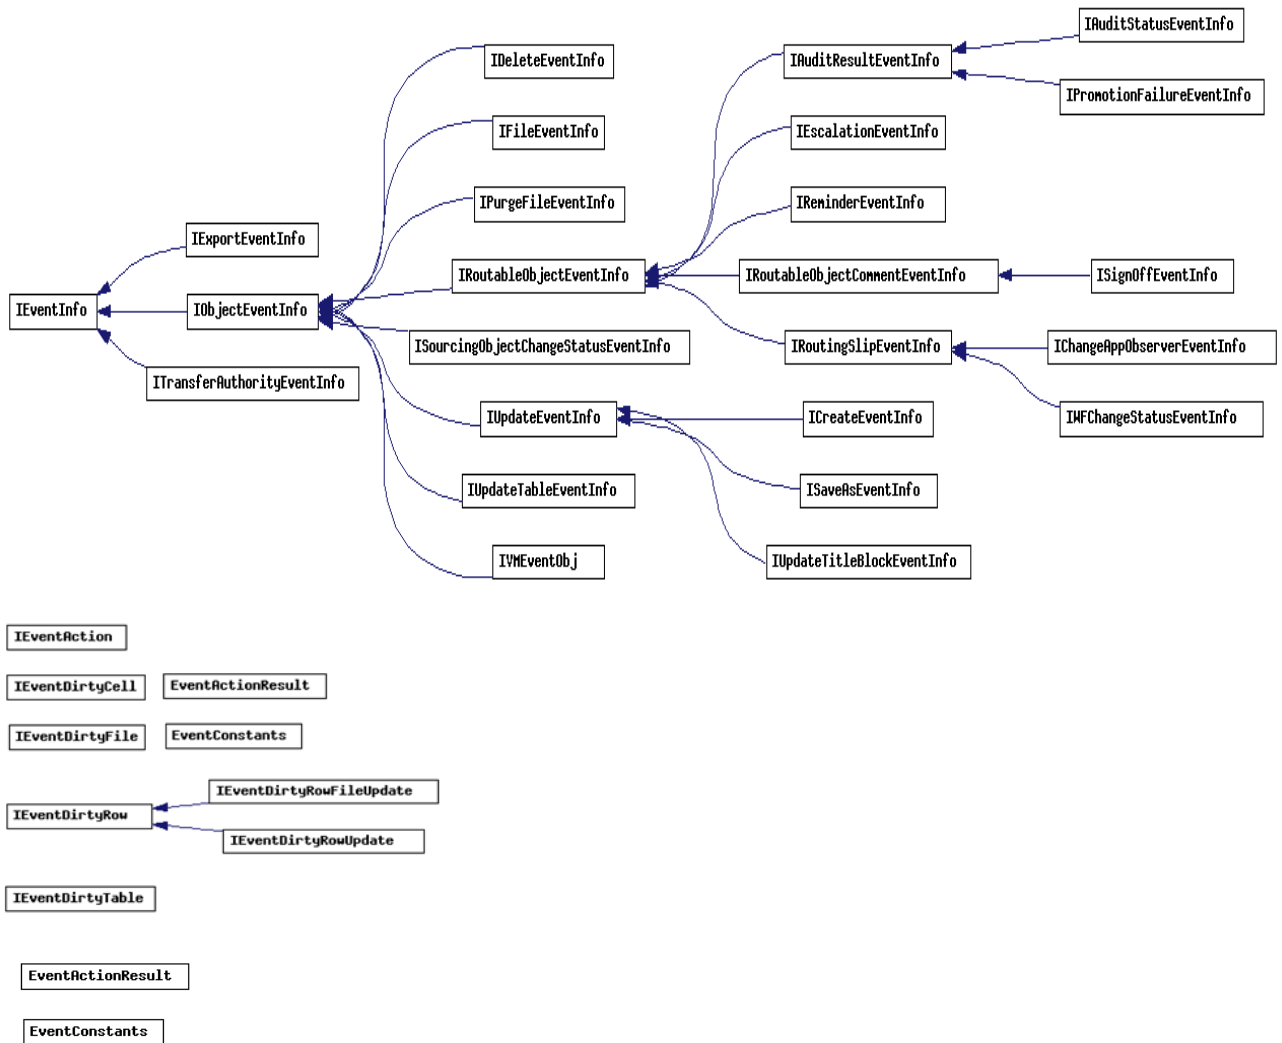 IAuditStatusEventInfo
IDeleteEventInfo
IAuditResultEventInfo
IPromotionFailureEventInfo
IFileEventInfo
IEscalationEventInfo
IPurgeFileEventInfo
IReminderEventInfo
IExportEventInfo
IRoutableObjectEventInfo
IRoutableObjectCommentEventInfo
ISignOffEventInfo
IEventInfo
IObjectEventInfo
ISourcingObjectChangeStatusEventInfo
IRoutingSlipEventInfo
IChangeAppObserverEventInfo
ITransferAuthorityEventInfo
IUpdateEventInfo
ICreateEventInfo
IWFChangeStatusEventInfo
IUpdateTableEventInfo
ISaveAsEventInfo
IVMEventObj
IUpdateTitleBlockEventInfo
IEventAction
IEventDirtyCell
EventActionResult
IEventDirtyFile
EventConstants
IEventDirtyRowFileUpdate
IEventDirtyRow
IEventDirtyRowUpdate
IEventDirtyTable
EventActionResult
EventConstants